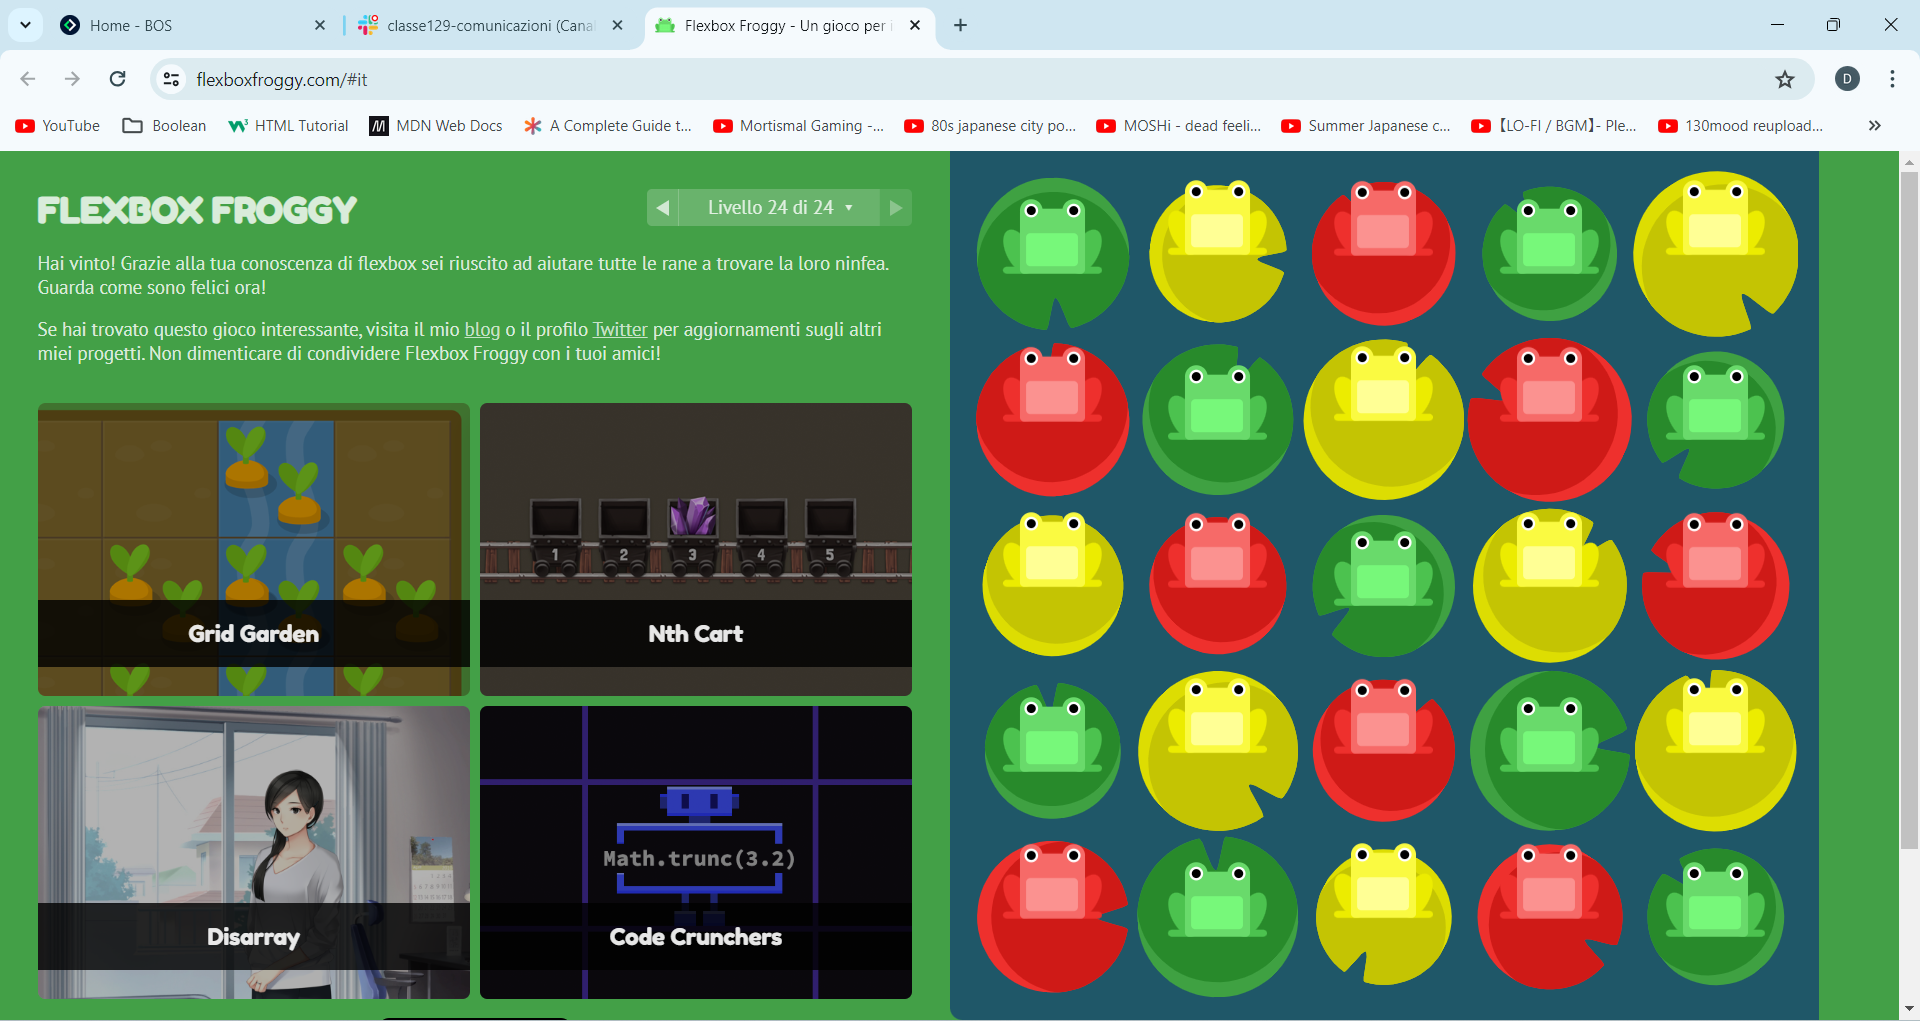 Home - BOS
classe129-comunicazioni (Cana
Flexbox Froggy - Un gioco per i
flexboxfroggy.com/#it
D
YouTube
Boolean
HTML Tutorial
MDN Web Docs
A Complete Guide t...
Mortismal Gaming -...
80s japanese city po...
MOSHi - dead feeli...
Summer Japanese c...
【LO-FI / BGM】- Ple...
130mood reupload...
FLEXBOX FROGGY
Livello 24 di 24
Hai vinto! Grazie alla tua conoscenza di flexbox sei riuscito ad aiutare tutte le rane a trovare la loro ninfea.
Guarda come sono felici ora!
Se hai trovato questo gioco interessante, visita il mio blog o il profilo Twitter per aggiornamenti sugli altri
miei progetti. Non dimenticare di condividere Flexbox Froggy con i tuoi amici!
1 2 3 4 5
Grid Garden
Nth Cart
Math.trunc(3.2)
Disarray
Code Crunchers